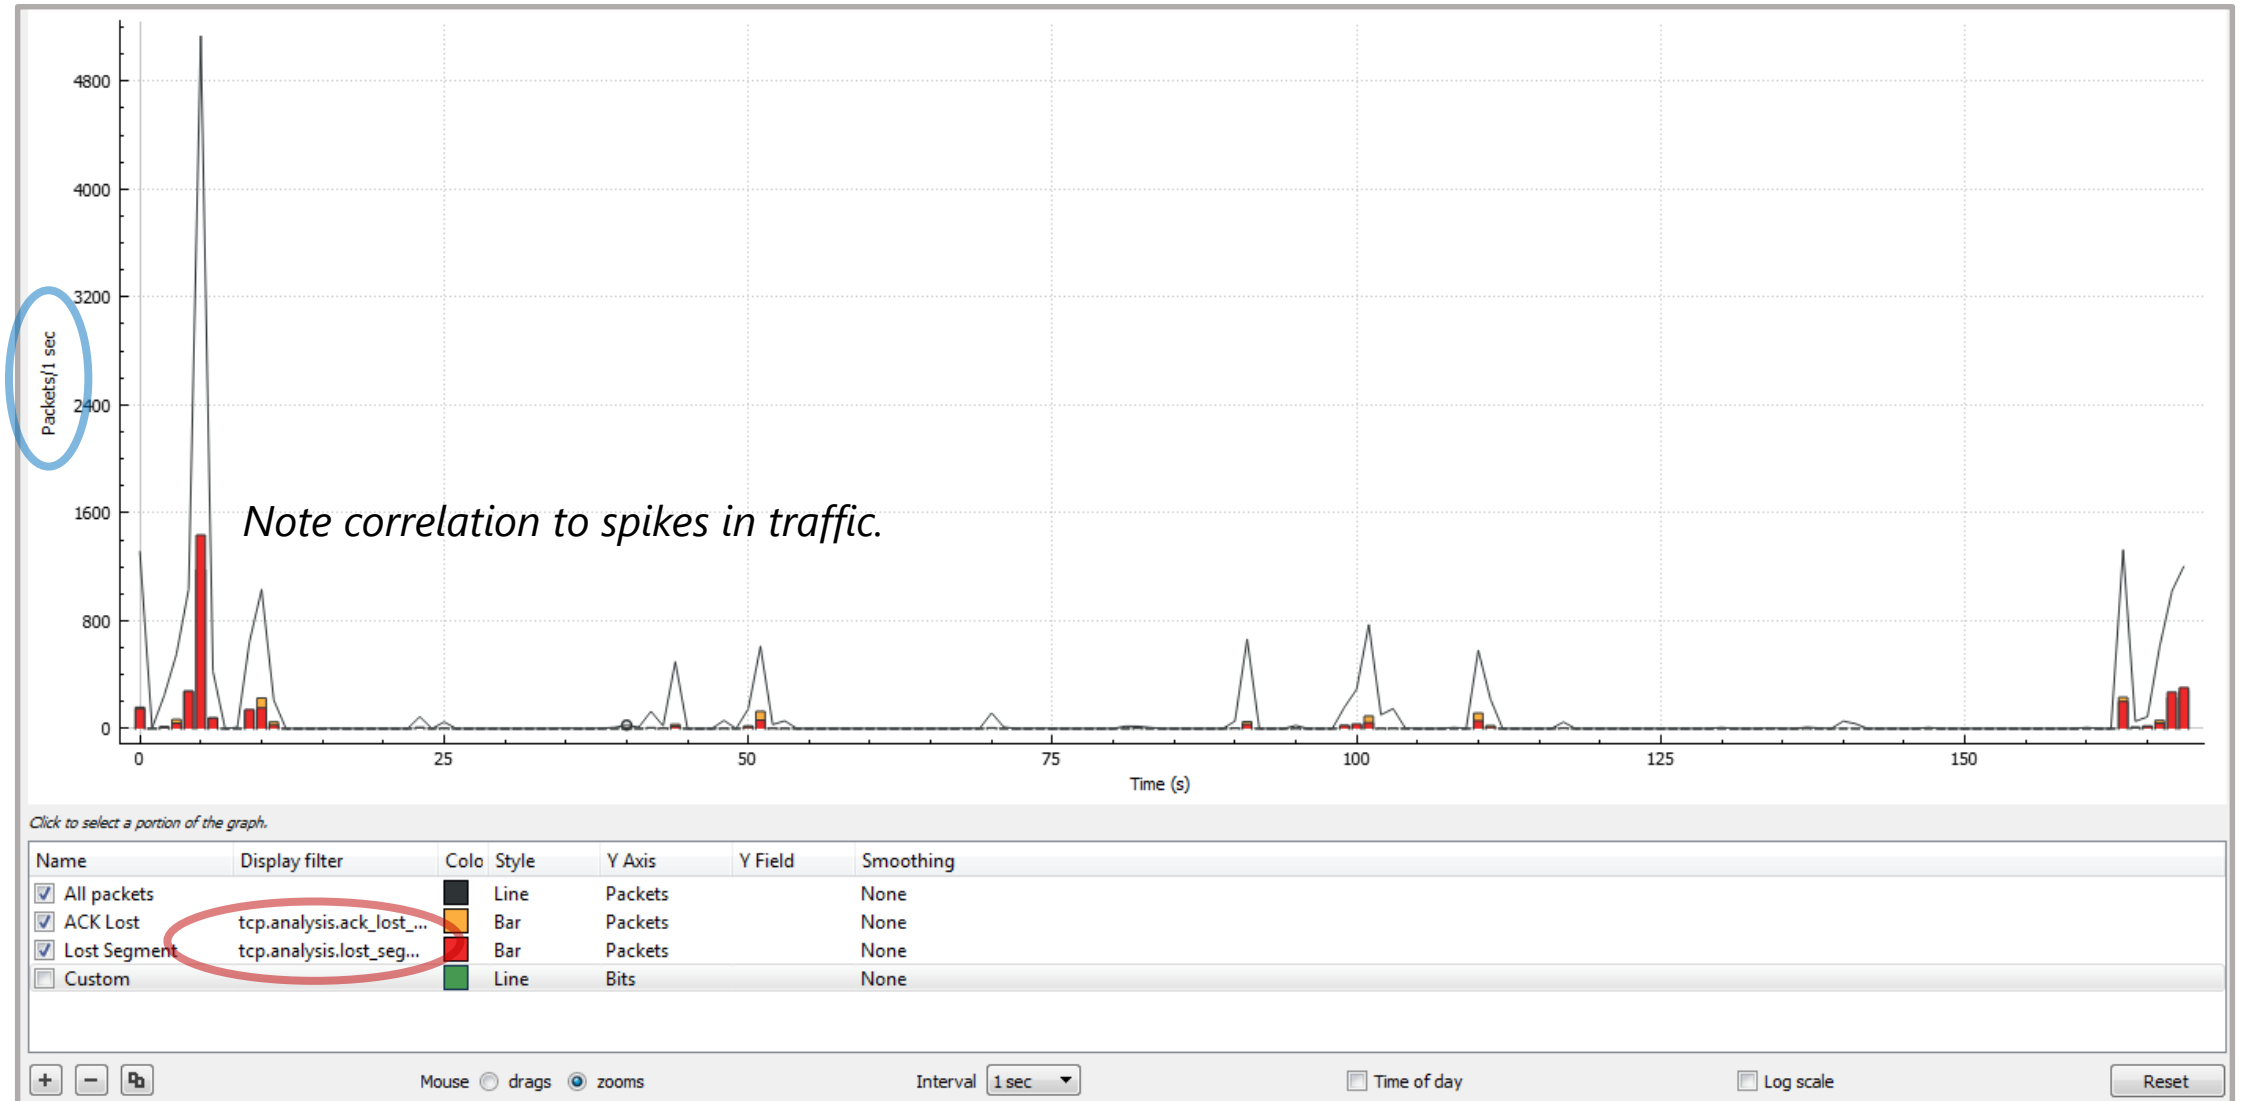 4800
4000
3200
2400
1600
800
0
Packets/1 sec
Note correlation to spikes in traffic.
0 25 50 75 100 125 150
Time (s)
Click to select a portion of the graph.
Name Display filter Colo Style Y Axis Y Field Smoothing
All packets Line Packets None
ACK Lost tcp.analysis.ack_lost_... Bar Packets None
Lost Segment tcp.analysis.lost_seg... Bar Packets None
Custom Line Bits None
+ − Mouse drags zooms Interval 1 sec Time of day Log scale Reset